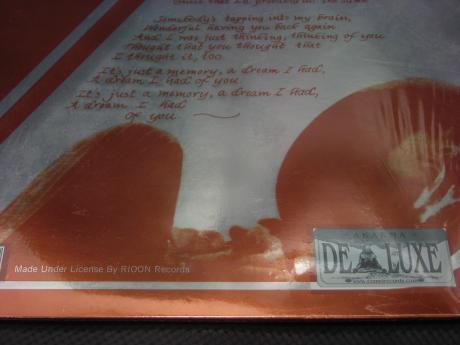 Somebody's tapping into my brain,
Wonderful having you back again
And I was just thinking, thinking of you
Thought that you thought that
I thought it, too
It's just a memory, a dream I had,
A dream I had of you
It's just a memory, a dream I had,
A dream I had
of you
AKARMA
DE LUXE
Made Under License By RIOON Records